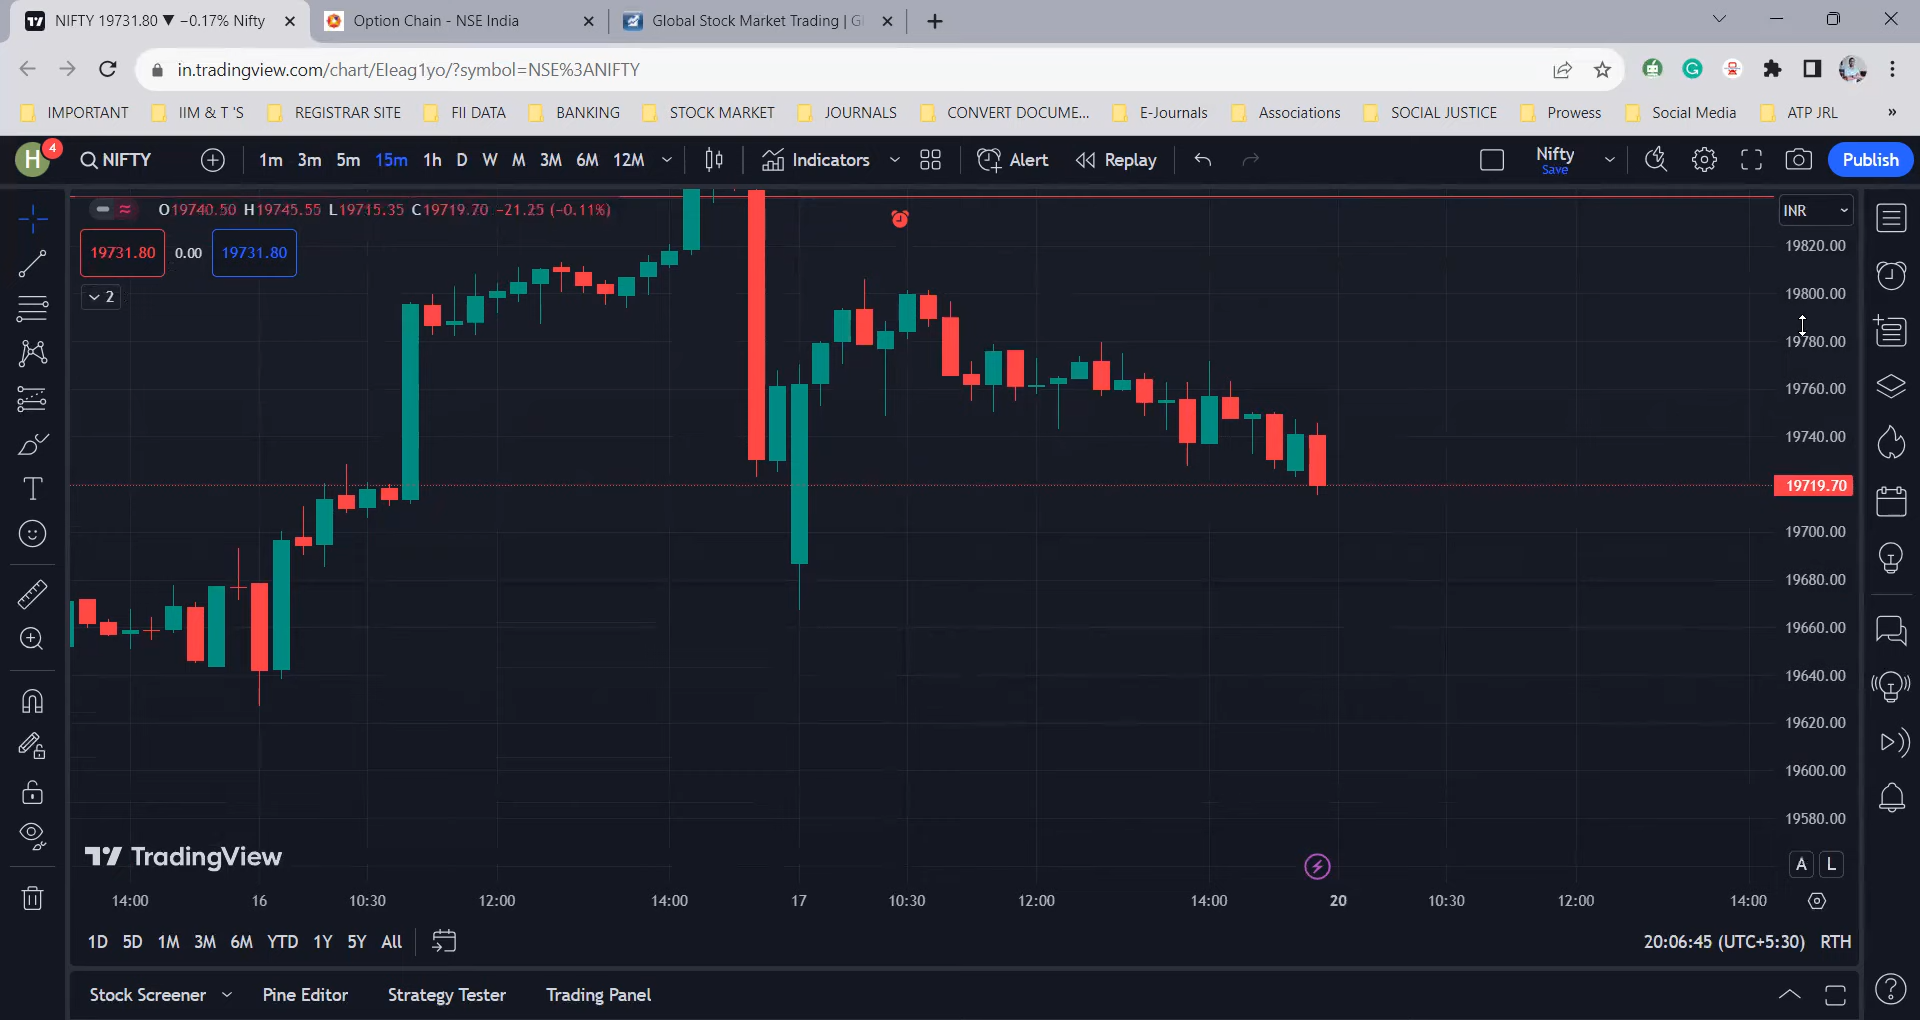 NIFTY 19731.80 ▼ −0.17% Nifty
Option Chain - NSE India
Global Stock Market Trading |
in.tradingview.com/chart/Eleag1yo/?symbol=NSE%3ANIFTY
IMPORTANT IIM & T 'S REGISTRAR SITE FII DATA BANKING STOCK MARKET JOURNALS CONVERT DOCUME... E-Journals Associations SOCIAL JUSTICE Prowess Social Media ATP JRL »
H 4 NIFTY 1m 3m 5m 15m 1h D W M 3M 6M 12M Indicators Alert Replay Nifty Publish
Save
O19740.50 H19745.55 L19715.35 C19719.70 −21.25 (−0.11%) INR
19731.80 0.00 19731.80
2
19820.00
19800.00
19780.00
19760.00
19740.00
19719.70
19700.00
19680.00
19660.00
19640.00
19620.00
19600.00
19580.00
TradingView
A L
14:00 16 10:30 12:00 14:00 17 10:30 12:00 14:00 20 10:30 12:00 14:00
1D 5D 1M 3M 6M YTD 1Y 5Y All 20:06:45 (UTC+5:30) RTH
Stock Screener Pine Editor Strategy Tester Trading Panel